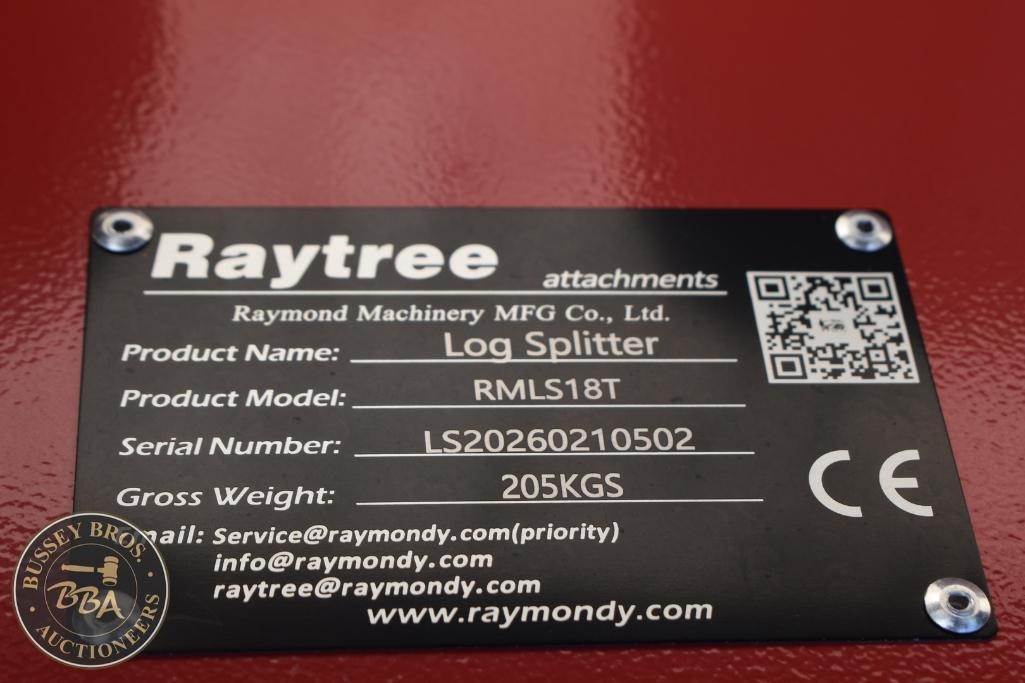 Raytree
attachments
Raymond Machinery MFG Co., Ltd.
Product Name: Log Splitter
Product Model: RMLS18T
Serial Number: LS20260210502
Gross Weight: 205KGS
mail: Service@raymondy.com(priority)
info@raymondy.com
raytree@raymondy.com
www.raymondy.com
CE
BUSSEY BROS.
BBA
AUCTIONEERS